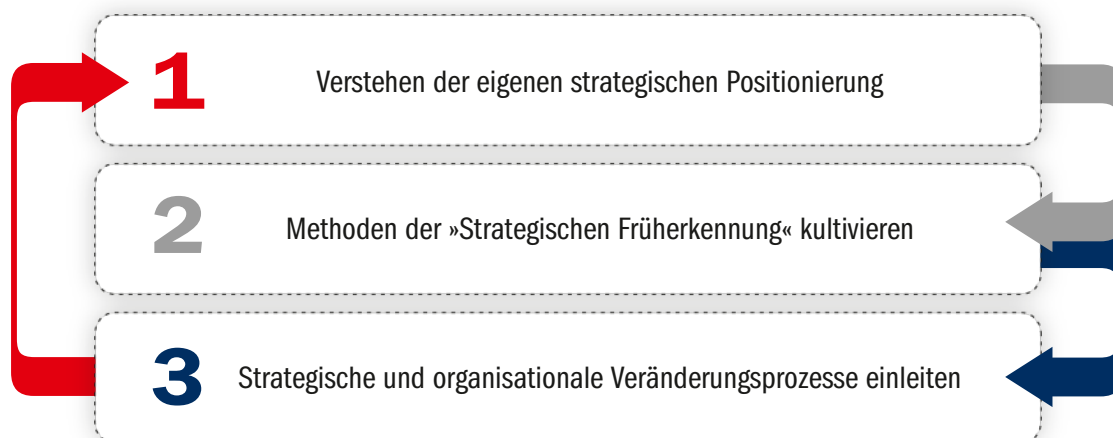 1 Verstehen der eigenen strategischen Positionierung
2 Methoden der »Strategischen Früherkennung« kultivieren
3 Strategische und organisationale Veränderungsprozesse einleiten